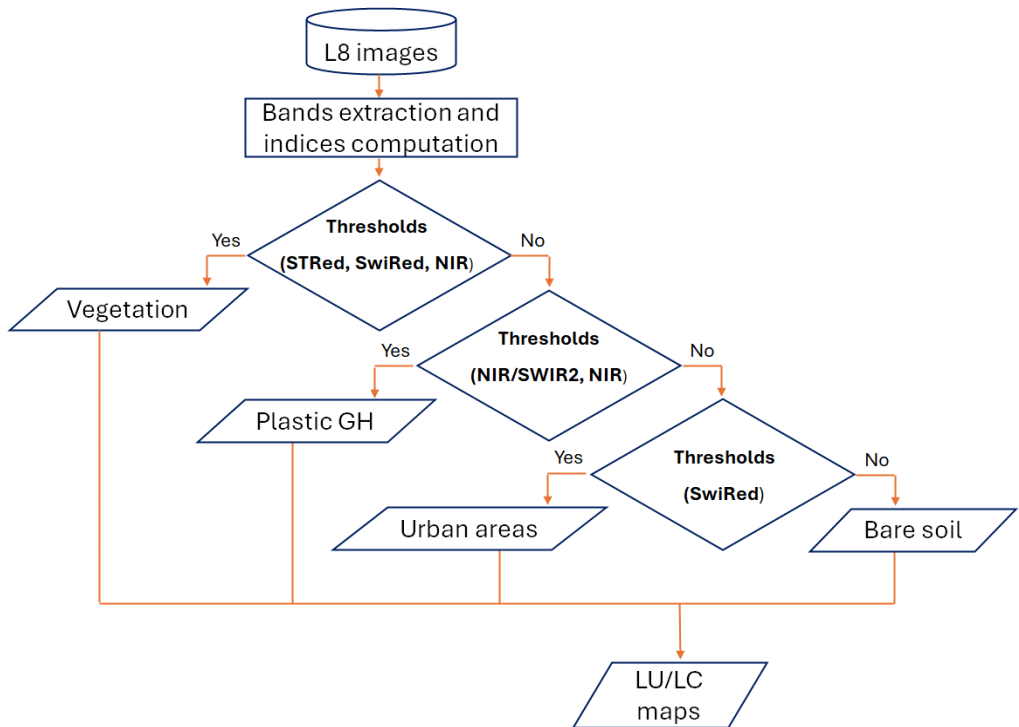 L8 images
Bands extraction and
indices computation
Thresholds
(STRed, SwiRed, NIR)
Yes
No
Vegetation
Thresholds
(NIR/SWIR2, NIR)
Yes
No
Plastic GH
Thresholds
(SwiRed)
Yes
No
Urban areas
Bare soil
LU/LC
maps